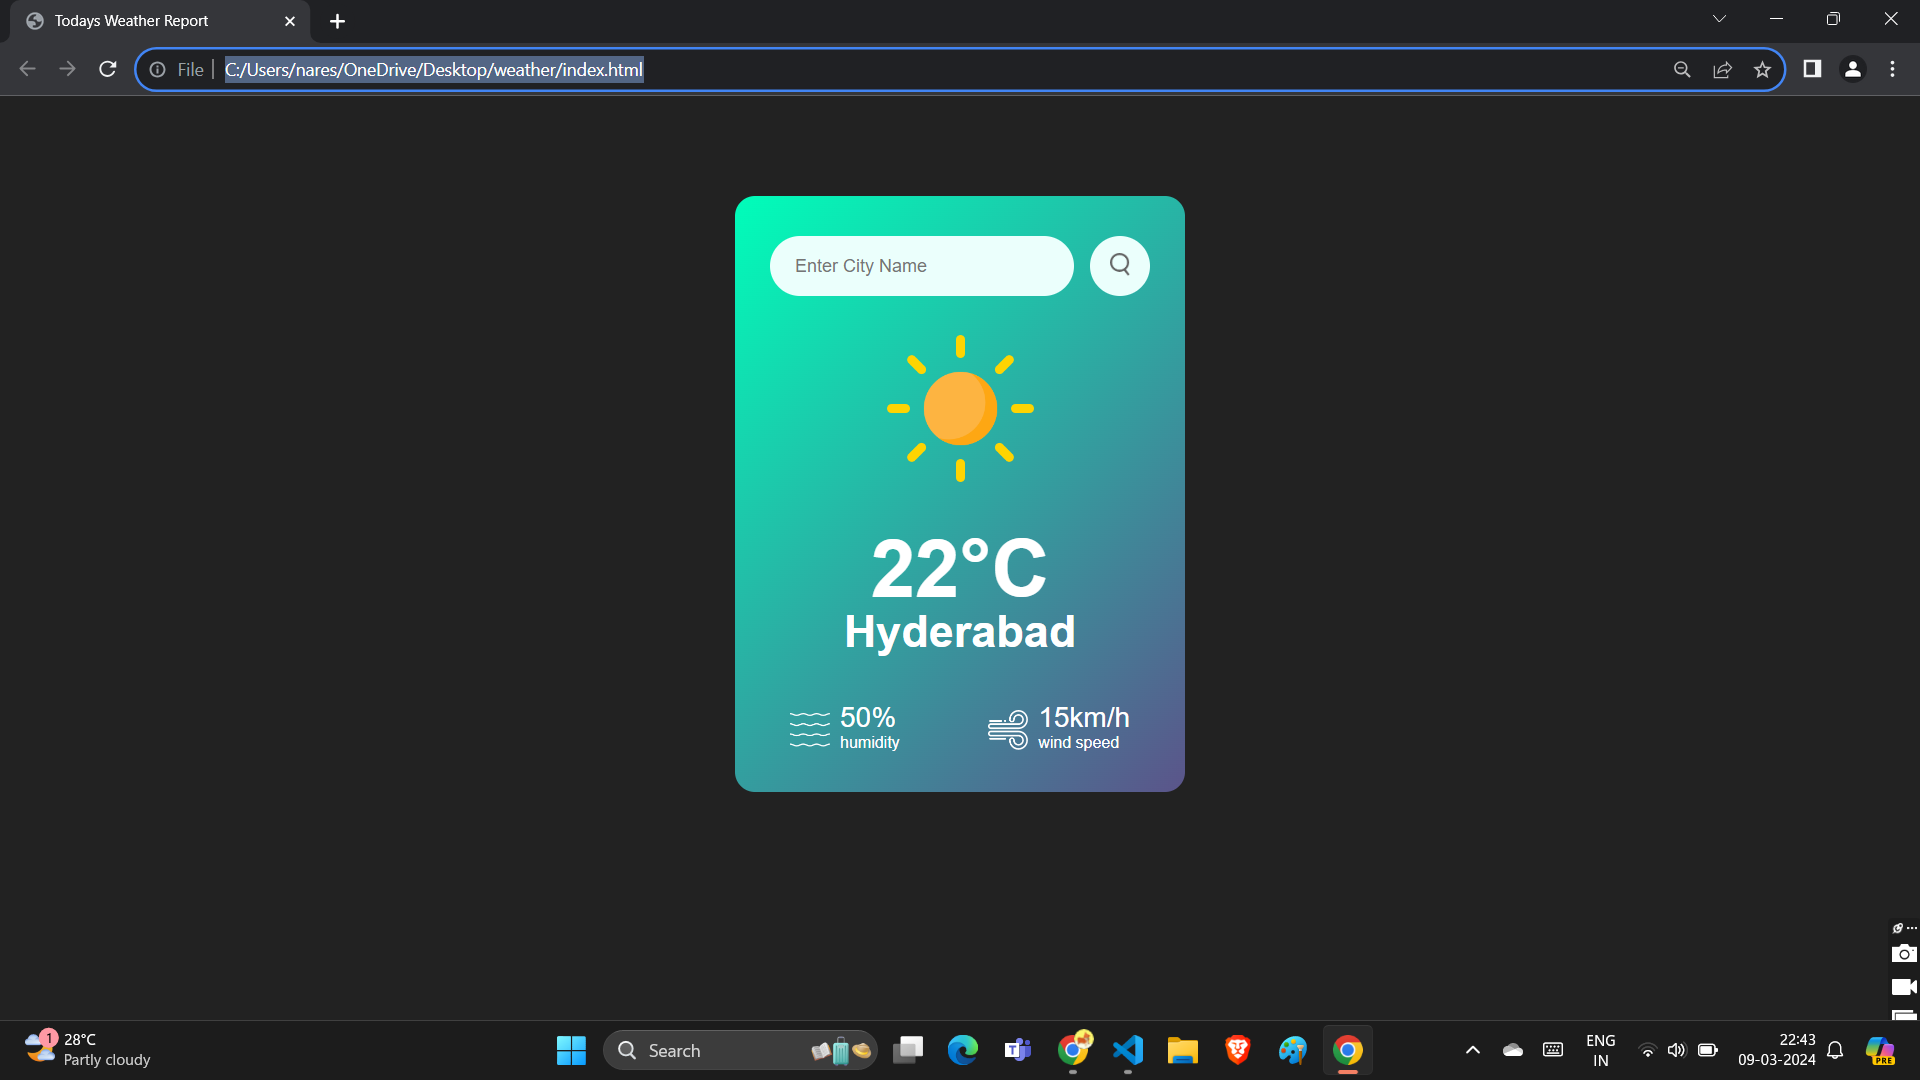 Todays Weather Report
File
C:/Users/nares/OneDrive/Desktop/weather/index.html
Enter City Name
22°C
Hyderabad
50%
humidity
15km/h
wind speed
1
28°C
Partly cloudy
Search
T
ENG
IN
22:43
09-03-2024
PRE